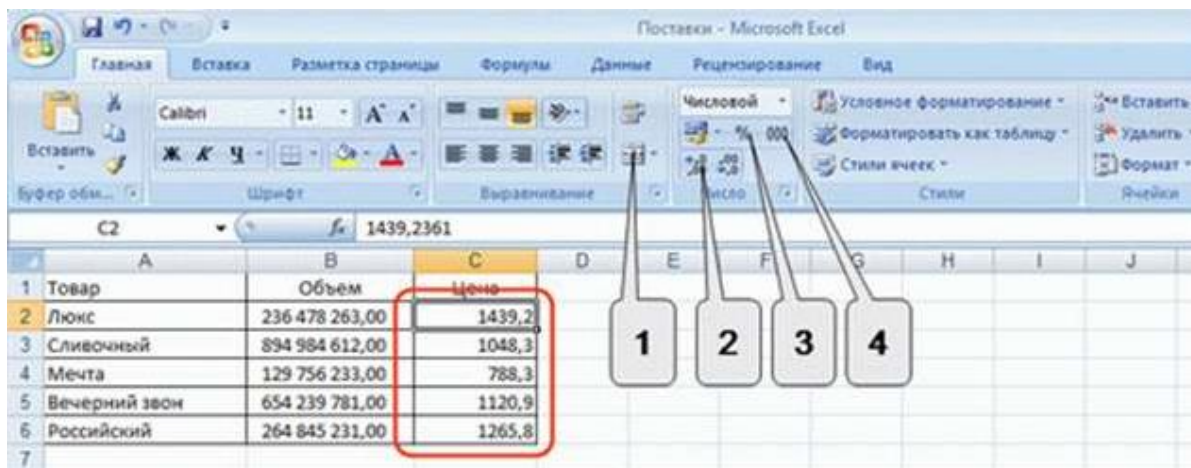 Поставки - Microsoft Excel
Главная Вставка Разметка страницы Формулы Данные Рецензирование Вид
Calibri 11 A A Числовой Условное форматирование Вставить
Вставить Ж К Ч A % 000 Форматировать как таблицу Удалить
,0 ,00 Стили ячеек Формат
Буфер обм... Шрифт Выравнивание Число Стили Ячейки
C2 fx 1439,2361
A B C D E F G H I J
1 Товар Объем Цена
2 Люкс 236 478 263,00 1439,2
3 Сливочный 894 984 612,00 1048,3
4 Мечта 129 756 233,00 788,3
5 Вечерний звон 654 239 781,00 1120,9
6 Российский 264 845 231,00 1265,8
7
1 2 3 4